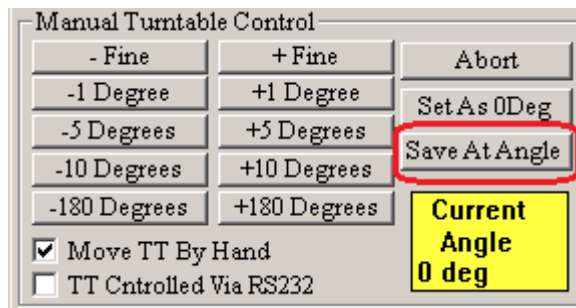 Manual Turntable Control
- Fine
+ Fine
Abort
-1 Degree
+1 Degree
Set As 0Deg
-5 Degrees
+5 Degrees
Save At Angle
-10 Degrees
+10 Degrees
-180 Degrees
+180 Degrees
Current
Angle
0 deg
Move TT By Hand
TT Cntrolled Via RS232